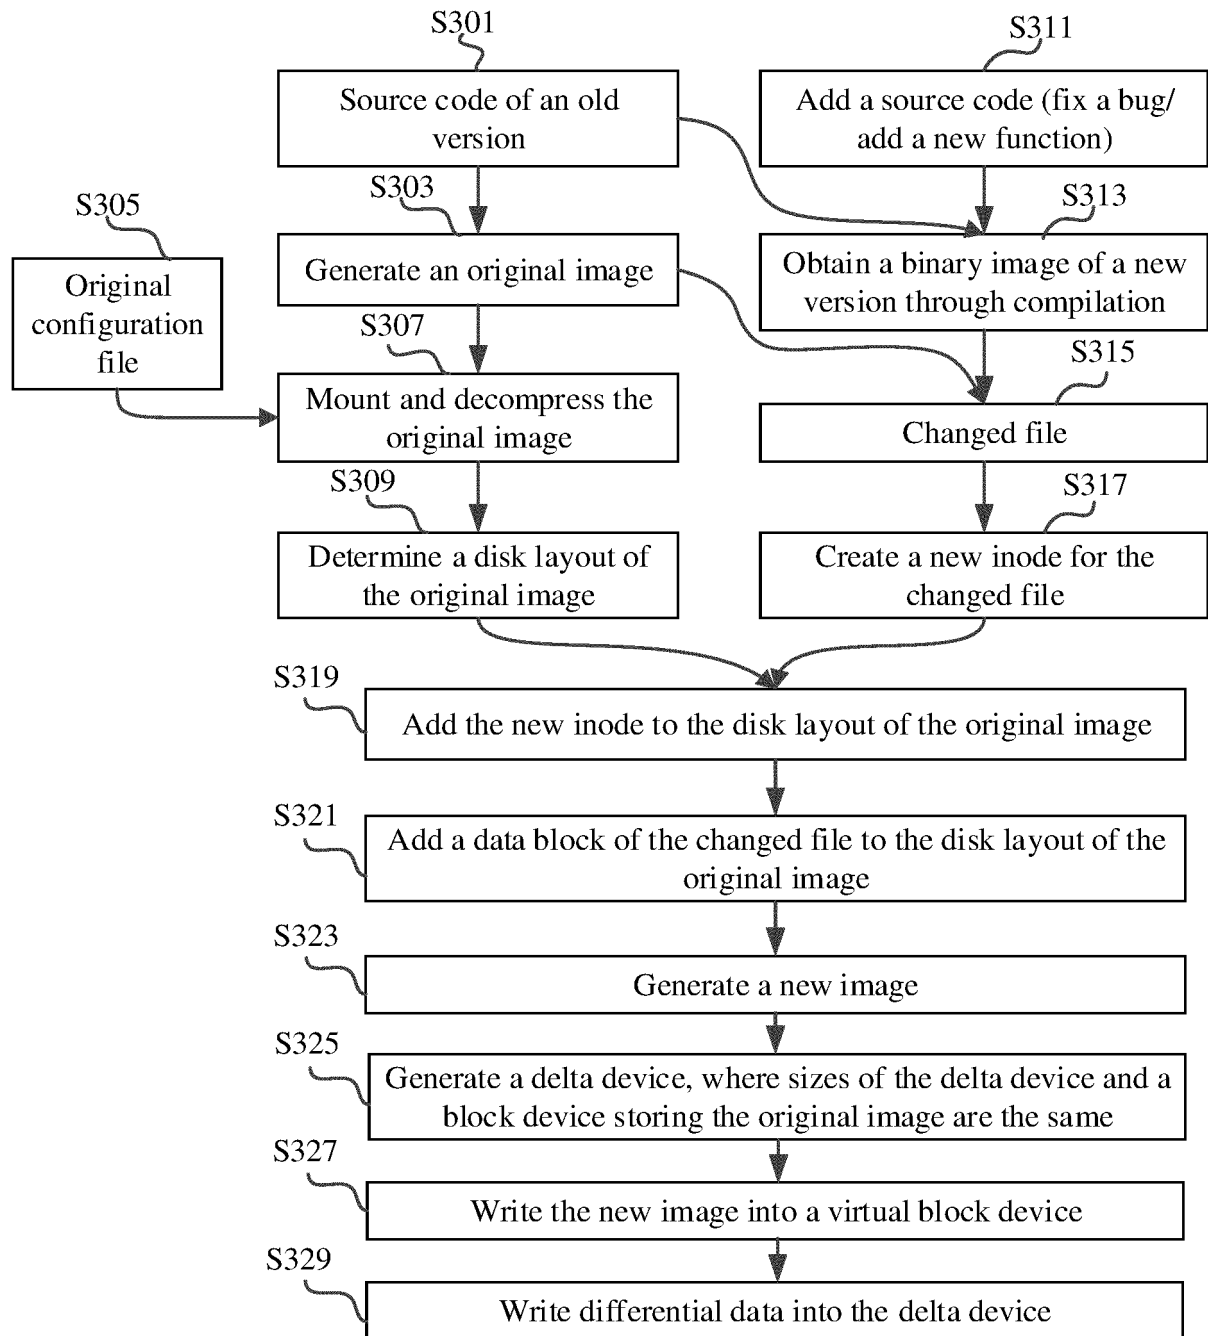 S301
S311
Source code of an old
version
Add a source code (fix a bug/
add a new function)
S303
S313
S305
Original
configuration
file
Generate an original image
Obtain a binary image of a new
version through compilation
S307
S315
Mount and decompress the
original image
Changed file
S309
S317
Determine a disk layout of
the original image
Create a new inode for the
changed file
S319
Add the new inode to the disk layout of the original image
S321
Add a data block of the changed file to the disk layout of the
original image
S323
Generate a new image
S325
Generate a delta device, where sizes of the delta device and a
block device storing the original image are the same
S327
Write the new image into a virtual block device
S329
Write differential data into the delta device